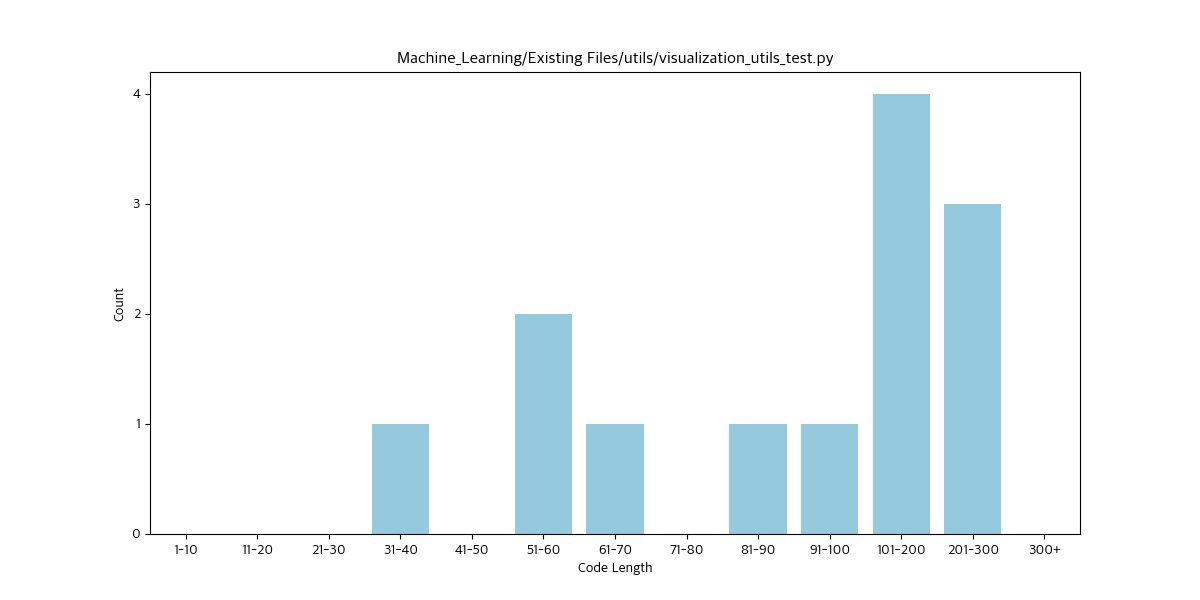 Machine_Learning/Existing Files/utils/visualization_utils_test.py
4
3
2
1
0
Count
1-10 11-20 21-30 31-40 41-50 51-60 61-70 71-80 81-90 91-100 101-200 201-300 300+
Code Length